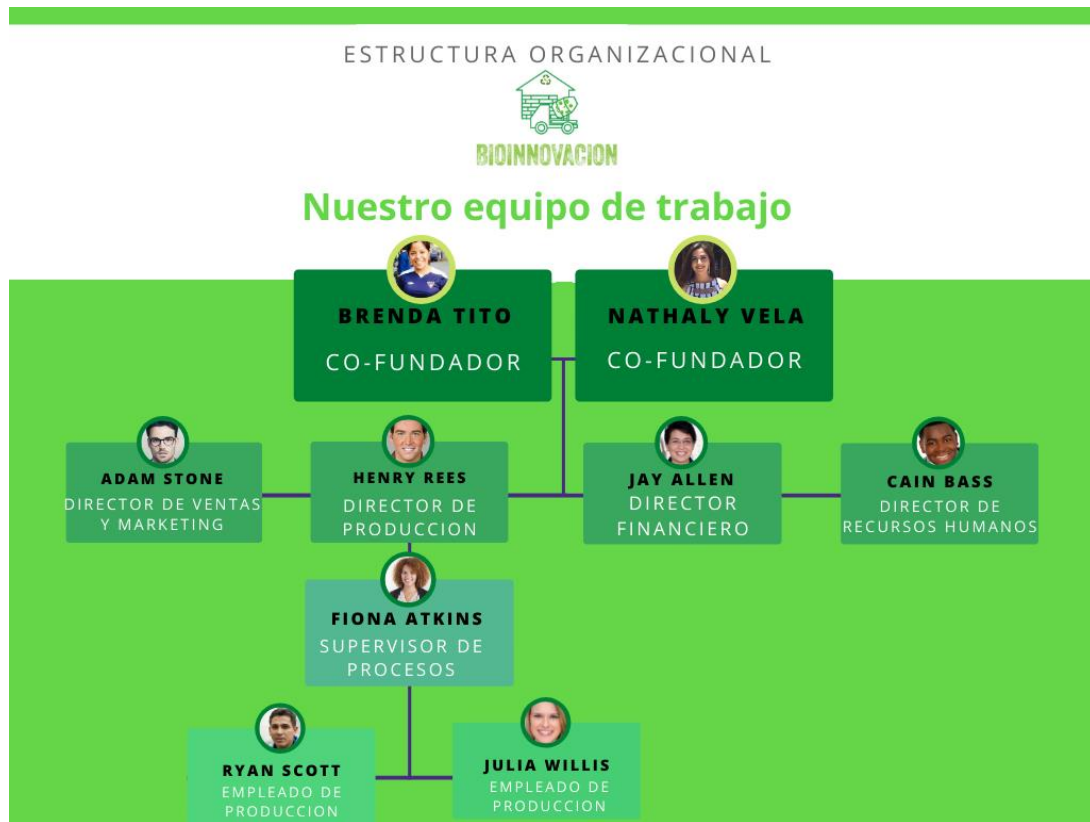 ESTRUCTURA ORGANIZACIONAL
BIOINNOVACION
Nuestro equipo de trabajo
BRENDA TITO
CO-FUNDADOR
NATHALY VELA
CO-FUNDADOR
ADAM STONE
DIRECTOR DE VENTAS
Y MARKETING
HENRY REES
DIRECTOR DE
PRODUCCION
JAY ALLEN
DIRECTOR
FINANCIERO
CAIN BASS
DIRECTOR DE
RECURSOS HUMANOS
FIONA ATKINS
SUPERVISOR DE
PROCESOS
RYAN SCOTT
EMPLEADO DE
PRODUCCION
JULIA WILLIS
EMPLEADO DE
PRODUCCION